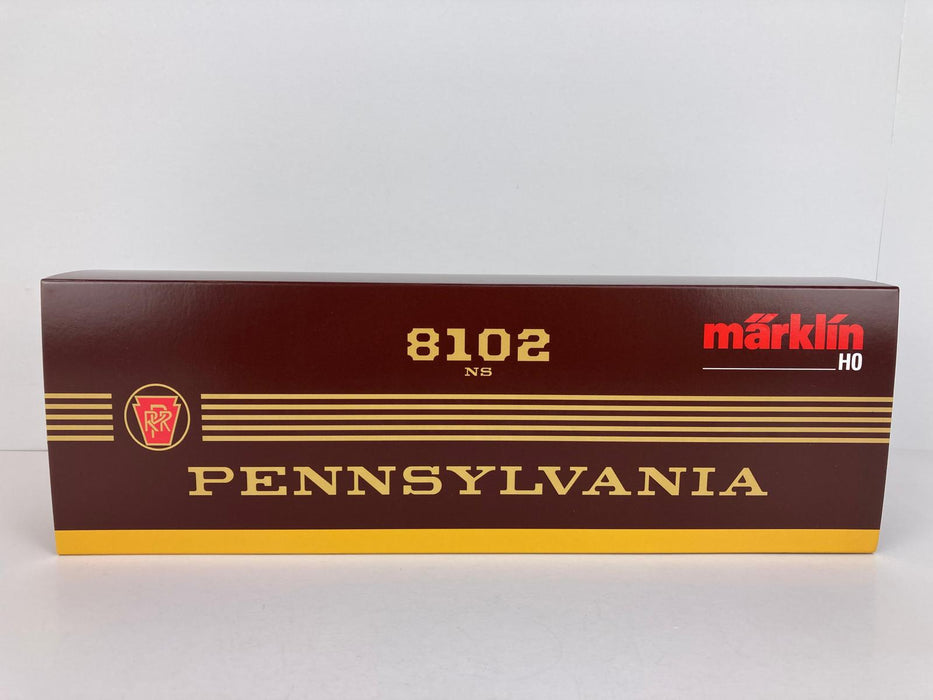 8102
NS
märklin
HO
PRR
PENNSYLVANIA